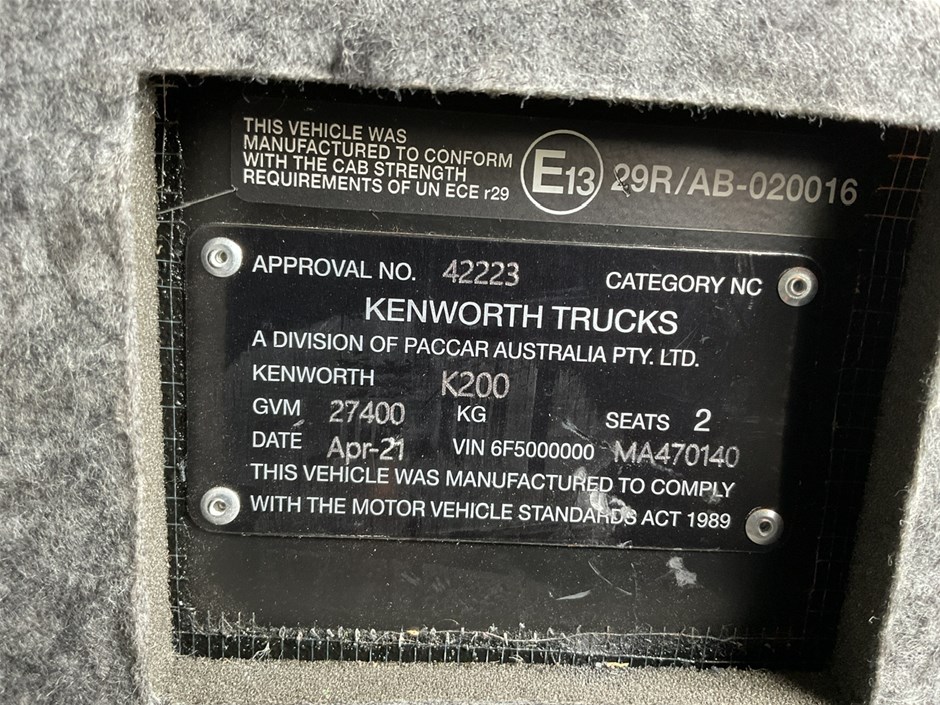 THIS VEHICLE WAS
MANUFACTURED TO CONFORM
WITH THE CAB STRENGTH
REQUIREMENTS OF UN ECE r29
E13 29R/AB-020016
APPROVAL NO. 42223 CATEGORY NC
KENWORTH TRUCKS
A DIVISION OF PACCAR AUSTRALIA PTY. LTD.
KENWORTH K200
GVM 27400 KG SEATS 2
DATE Apr-21 VIN 6F5000000 MA470140
THIS VEHICLE WAS MANUFACTURED TO COMPLY
WITH THE MOTOR VEHICLE STANDARDS ACT 1989